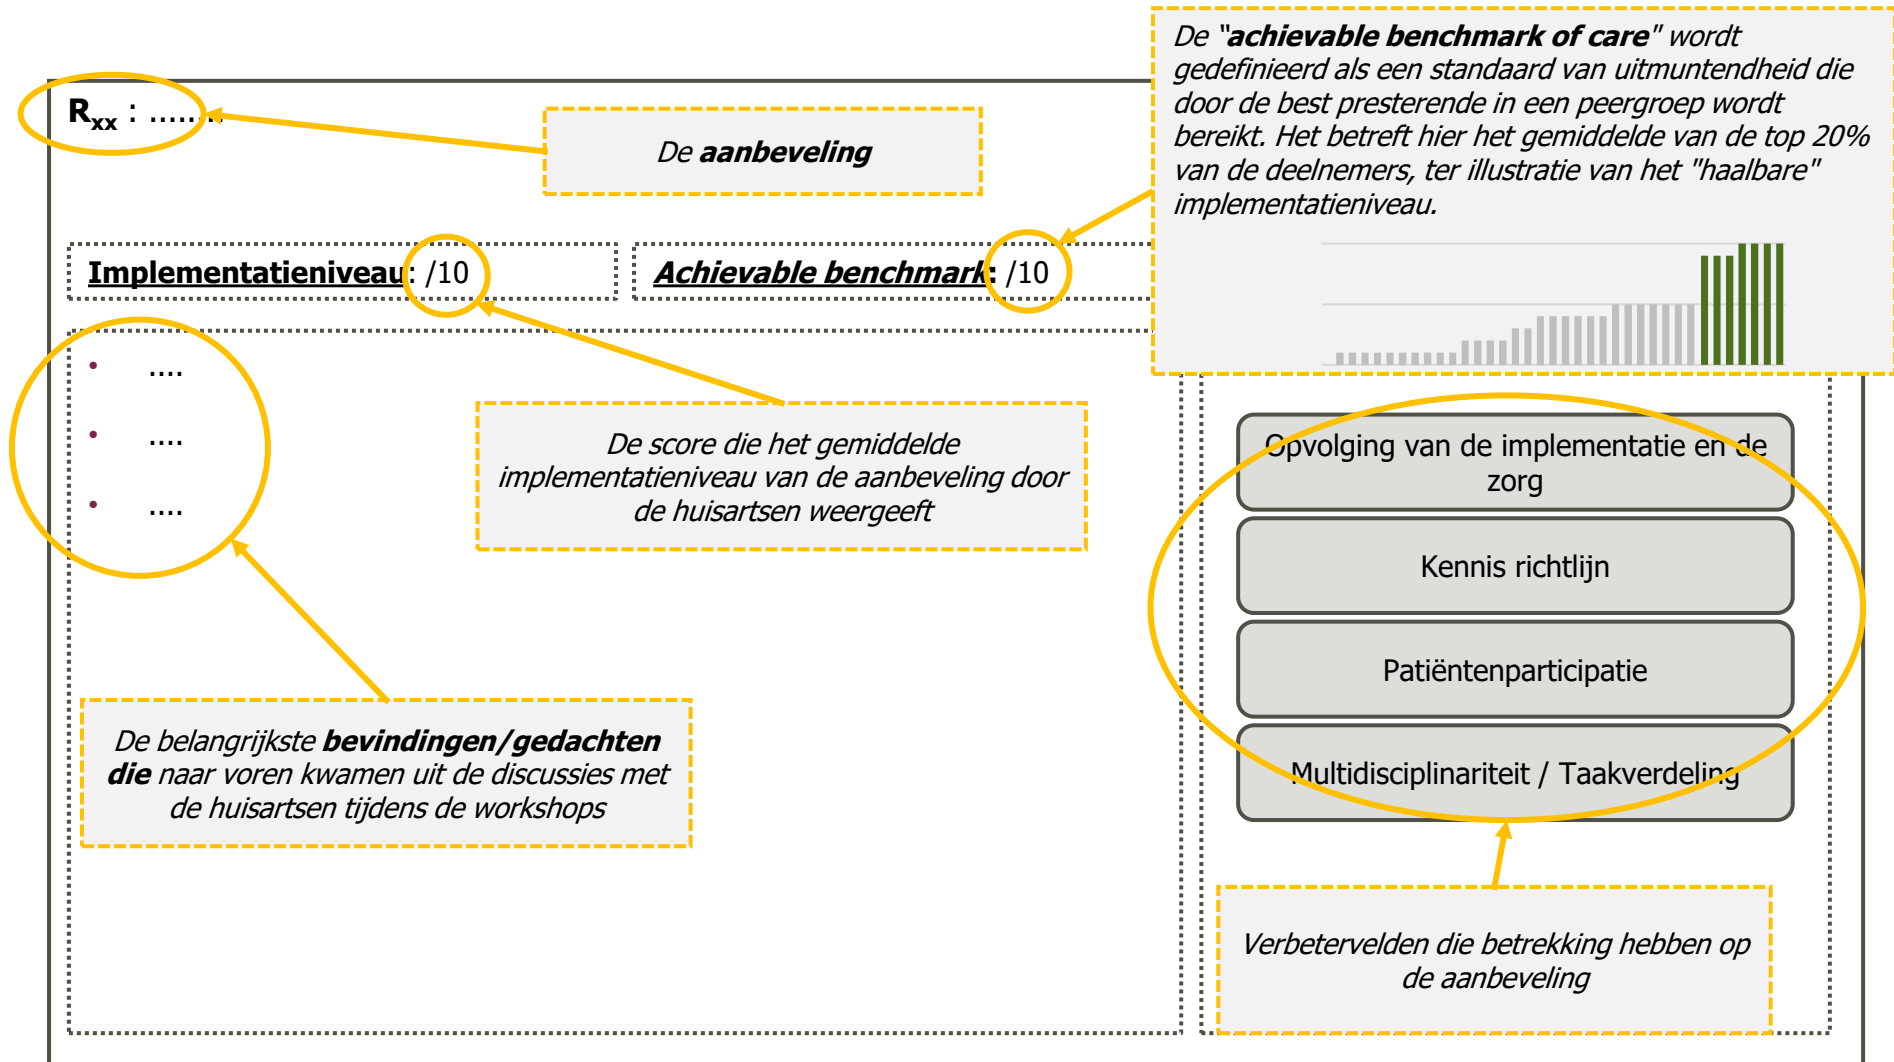 De "achievable benchmark of care" wordt
gedefinieerd als een standaard van uitmuntendheid die
door de best presterende in een peergroep wordt
bereikt. Het betreft hier het gemiddelde van de top 20%
van de deelnemers, ter illustratie van het "haalbare"
implementatieniveau.
Rxx : ........
De aanbeveling
Implementatieniveau: /10
Achievable benchmark: /10
• ....
• ....
• ....
De score die het gemiddelde
implementatieniveau van de aanbeveling door
de huisartsen weergeeft
Opvolging van de implementatie en de
zorg
Kennis richtlijn
Patiëntenparticipatie
Multidisciplinariteit / Taakverdeling
De belangrijkste bevindingen/gedachten
die naar voren kwamen uit de discussies met
de huisartsen tijdens de workshops
Verbetervelden die betrekking hebben op
de aanbeveling